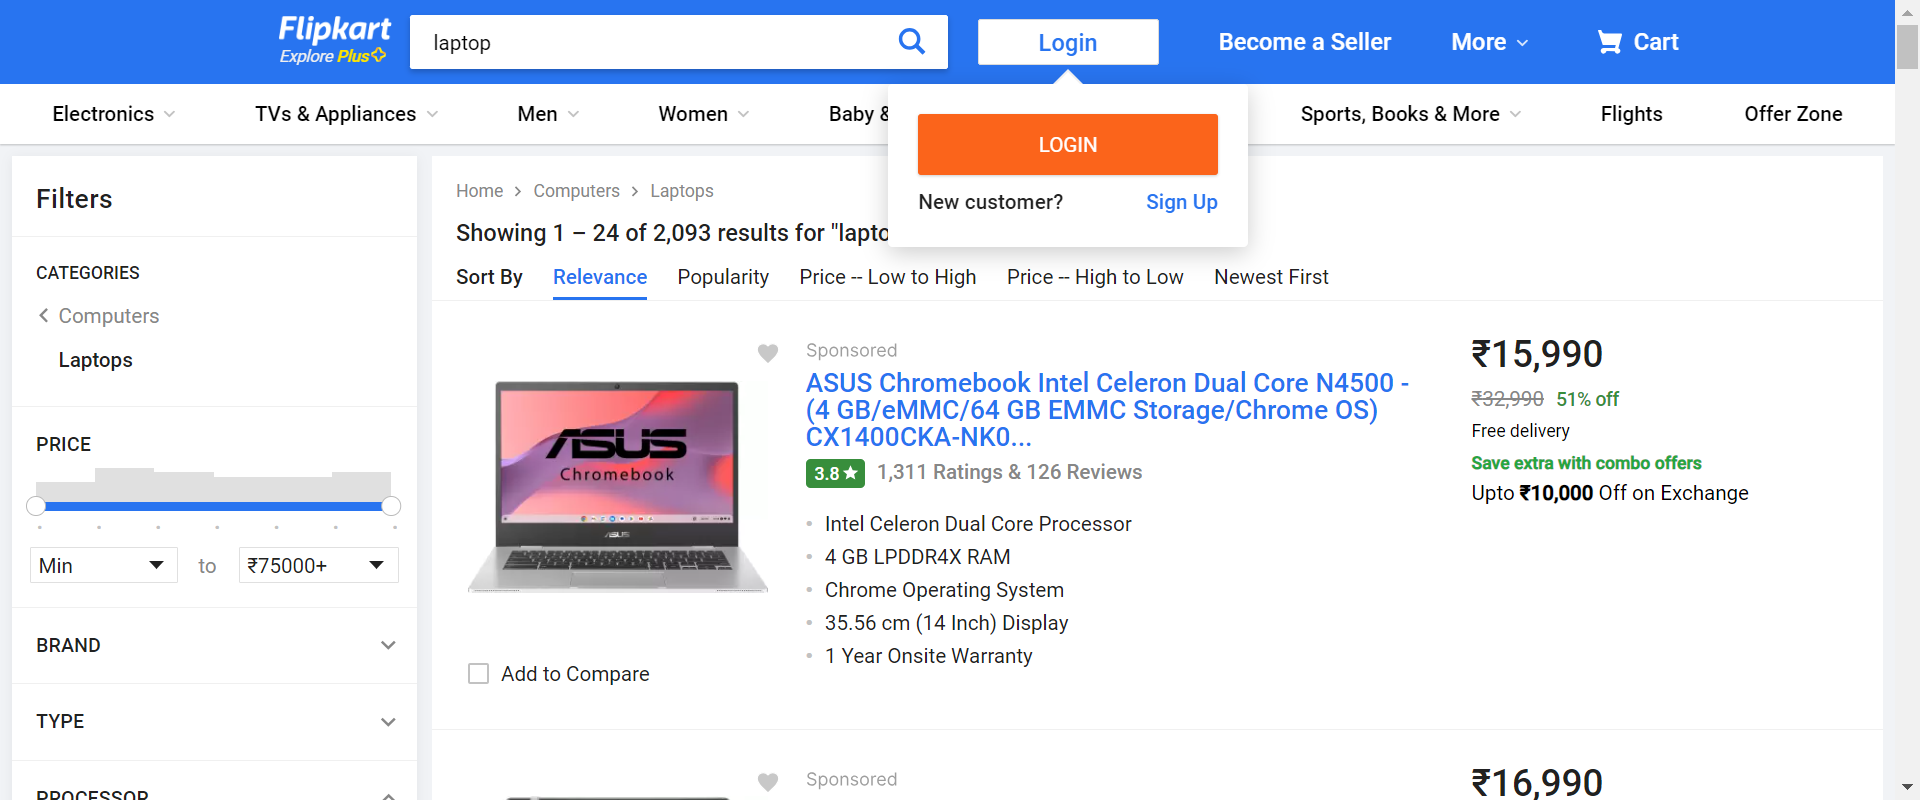 Flipkart
Explore Plus
laptop
Login
Become a Seller
More
Cart
Electronics
TVs & Appliances
Men
Women
Baby &
Sports, Books & More
Flights
Offer Zone
LOGIN
New customer?
Sign Up
Filters
CATEGORIES
Computers
Laptops
PRICE
Min
to
₹75000+
BRAND
TYPE
PROCESSOR
Home
Computers
Laptops
Showing 1 – 24 of 2,093 results for "lapto
Sort By
Relevance
Popularity
Price -- Low to High
Price -- High to Low
Newest First
ASUS
Chromebook
ASUS
Add to Compare
Sponsored
ASUS Chromebook Intel Celeron Dual Core N4500 -
(4 GB/eMMC/64 GB EMMC Storage/Chrome OS)
CX1400CKA-NK0...
3.8
1,311 Ratings & 126 Reviews
Intel Celeron Dual Core Processor
4 GB LPDDR4X RAM
Chrome Operating System
35.56 cm (14 Inch) Display
1 Year Onsite Warranty
₹15,990
₹32,990 51% off
Free delivery
Save extra with combo offers
Upto ₹10,000 Off on Exchange
Sponsored
₹16,990